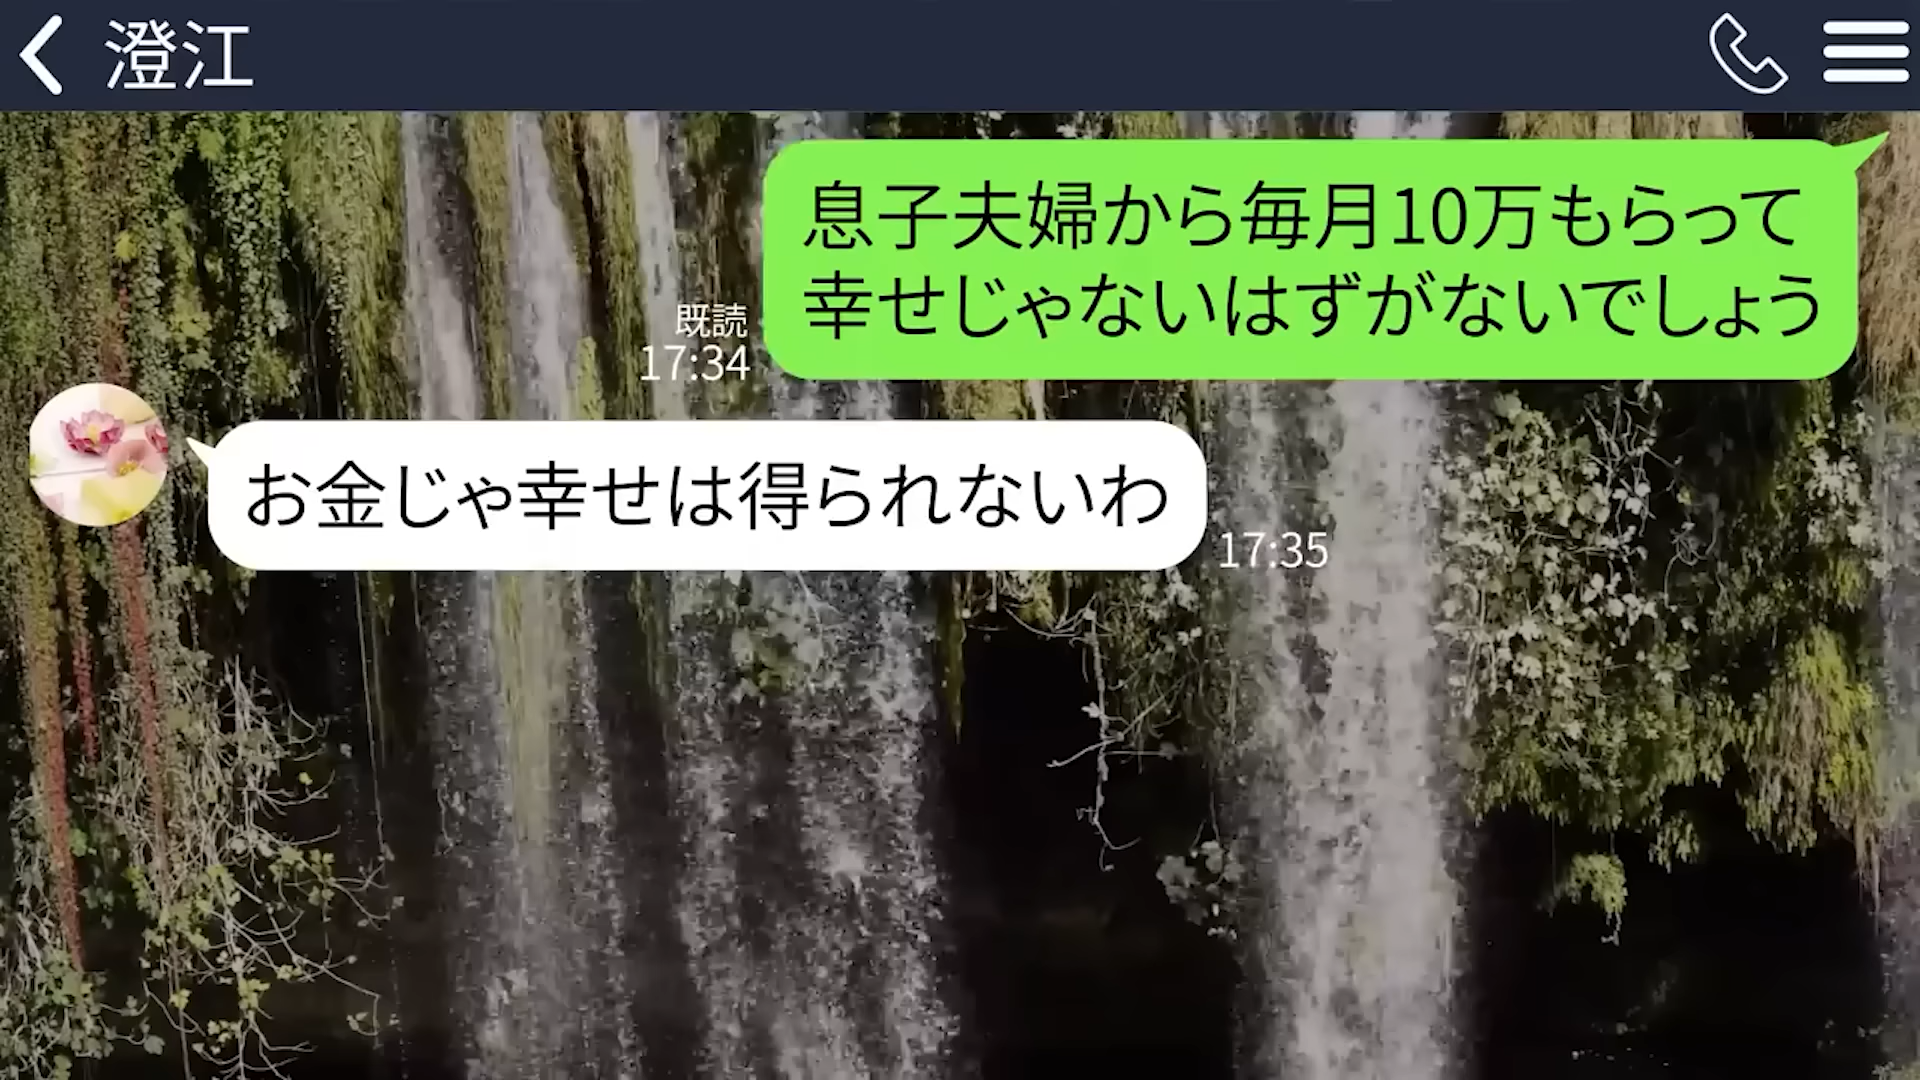 澄江
息子夫婦から毎月10万もらって
幸せじゃないはずがないでしょう
既読
17:34
お金じゃ幸せは得られないわ
17:35